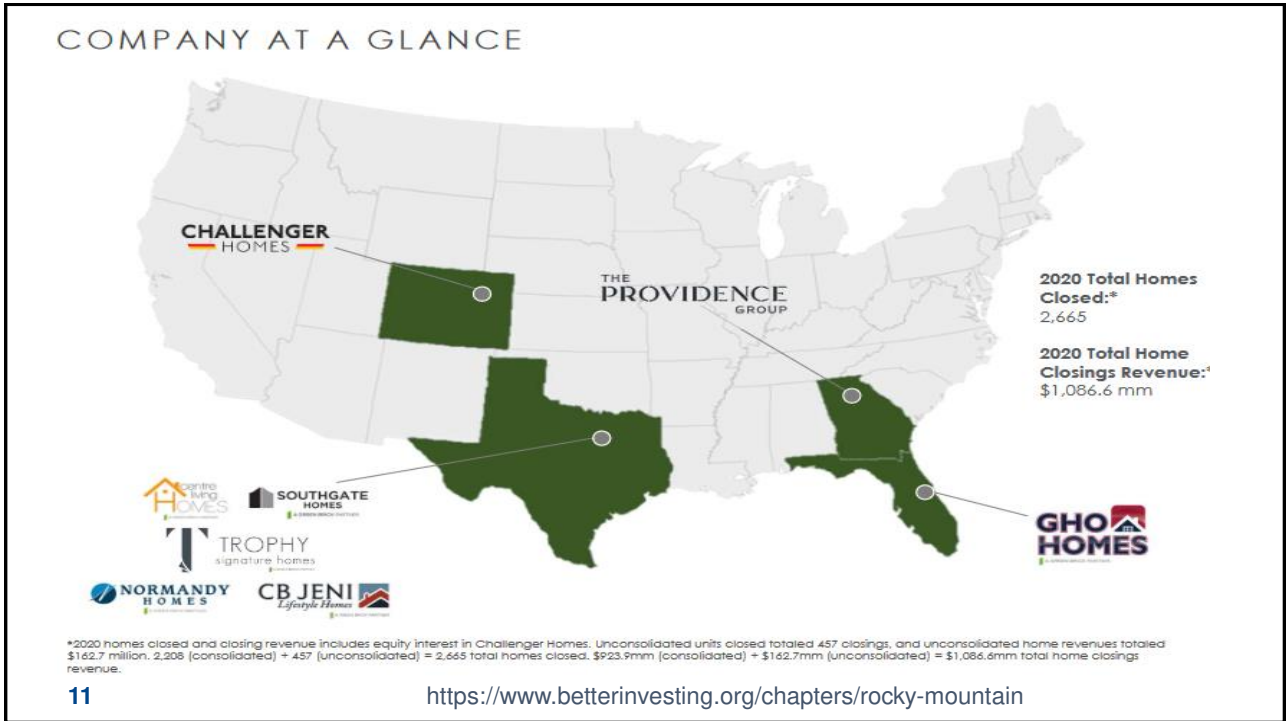 COMPANY AT A GLANCE
CHALLENGER
HOMES
THE
PROVIDENCE
GROUP
2020 Total Homes
Closed:*
2,665
2020 Total Home
Closings Revenue:*
$1,086.6 mm
centre
living
HOMES
SOUTHGATE
HOMES
TROPHY
signature homes
NORMANDY
HOMES
CB JENI
Lifestyle Homes
GHO
HOMES
*2020 homes closed and closing revenue includes equity interest in Challenger Homes. Unconsolidated units closed totaled 457 closings, and unconsolidated home revenues totaled
$162.7 million. 2,208 (consolidated) + 457 (unconsolidated) = 2,665 total homes closed. $923.9mm (consolidated) + $162.7mm (unconsolidated) = $1,086.6mm total home closings
revenue.
11
https://www.betterinvesting.org/chapters/rocky-mountain